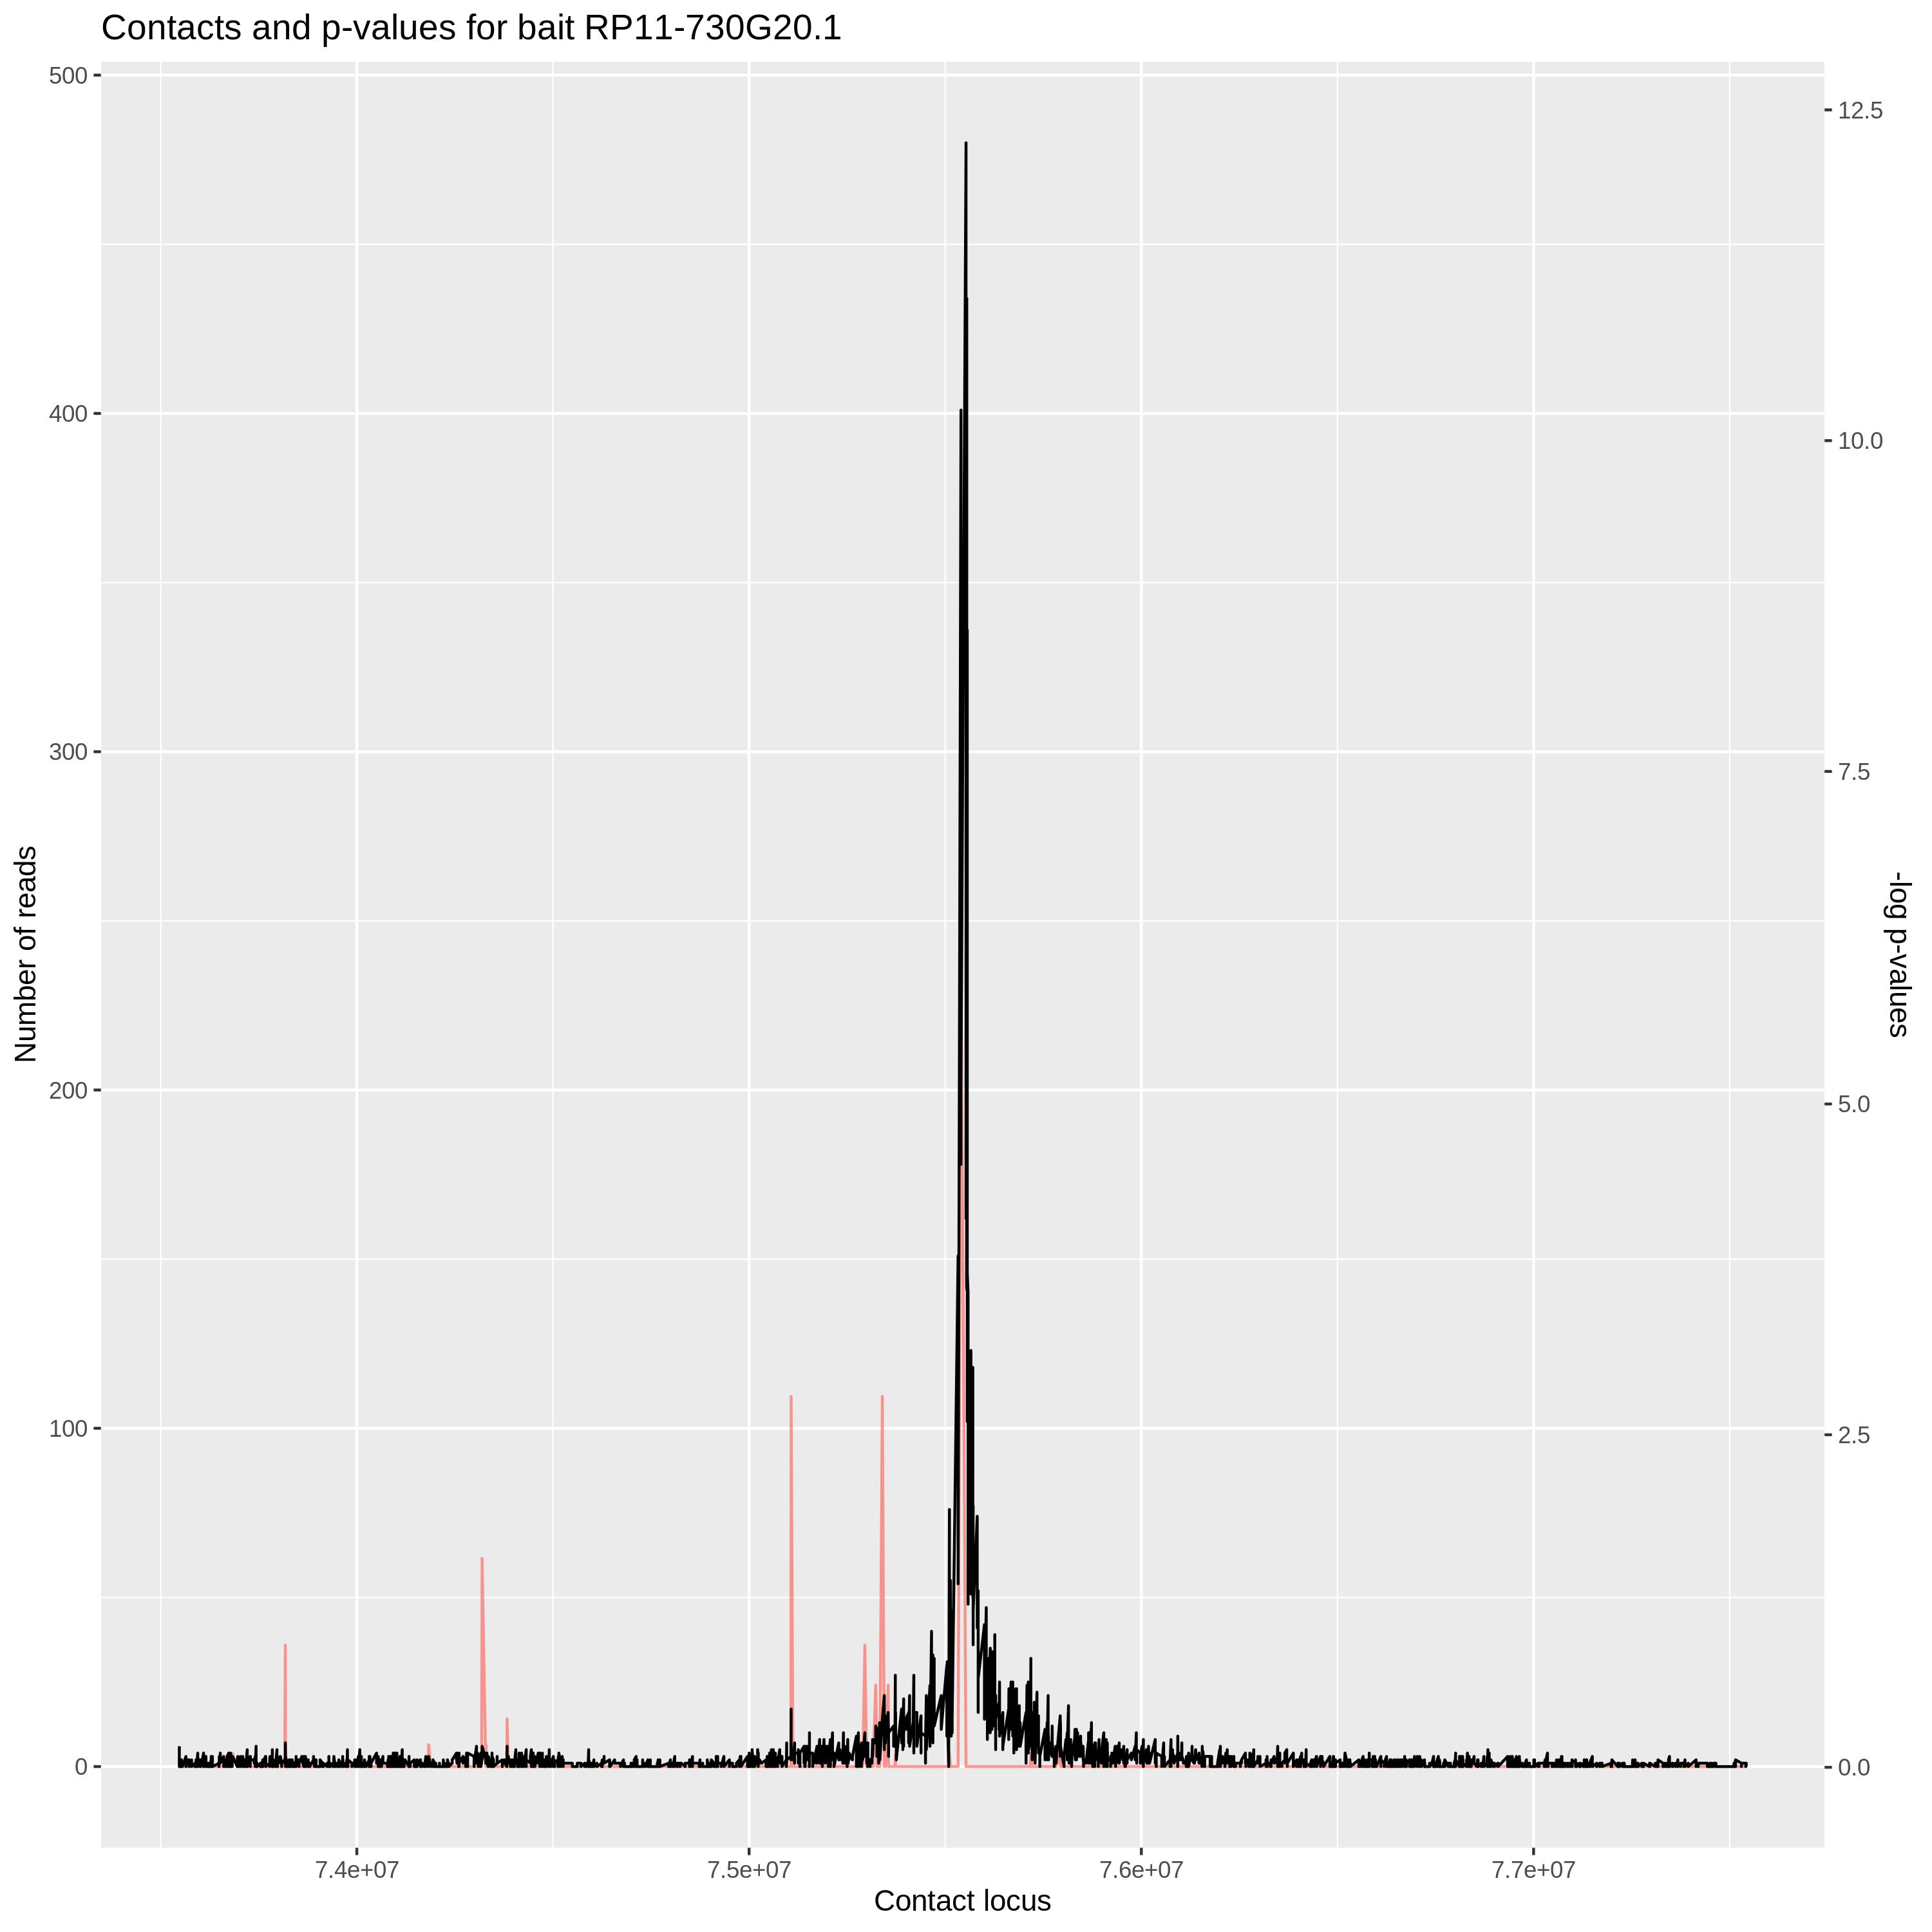 Contacts and p-values for bait RP11-730G20.1
500
400
300
200
100
0
Number of reads
12.5
10.0
7.5
5.0
2.5
0.0
-log p-values
7.4e+07
7.5e+07
7.6e+07
7.7e+07
Contact locus